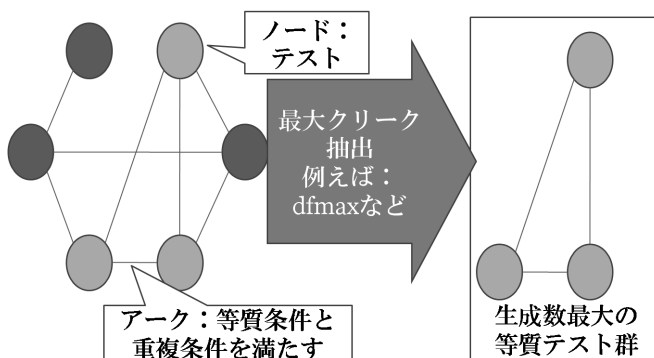 ノード：
テスト
最大クリーク
抽出
例えば：
dfmaxなど
アーク：等質条件と
重複条件を満たす
生成数最大の
等質テスト群